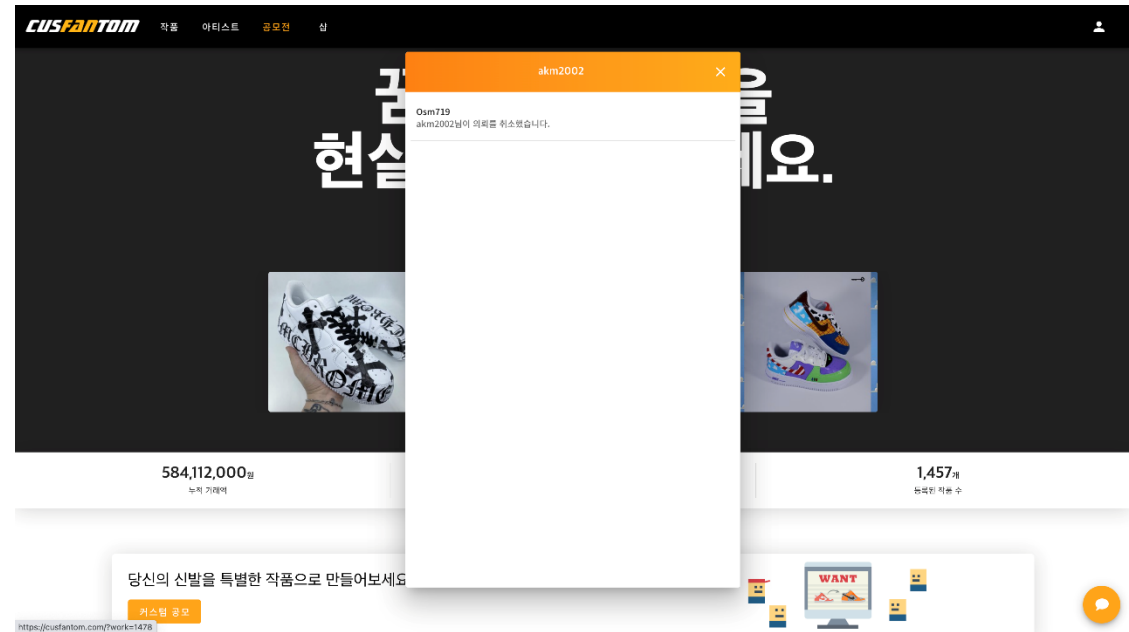 CUSFANTOM 작품 아티스트 공모전 샵
akm2002
Osm719
akm2002님이 의뢰를 취소했습니다.
을
현실
요.
584,112,000원
누적 거래액
1,457개
등록된 작품 수
당신의 신발을 특별한 작품으로 만들어보세요
커스텀 공모
WANT
https://cusfantom.com/?work=1478